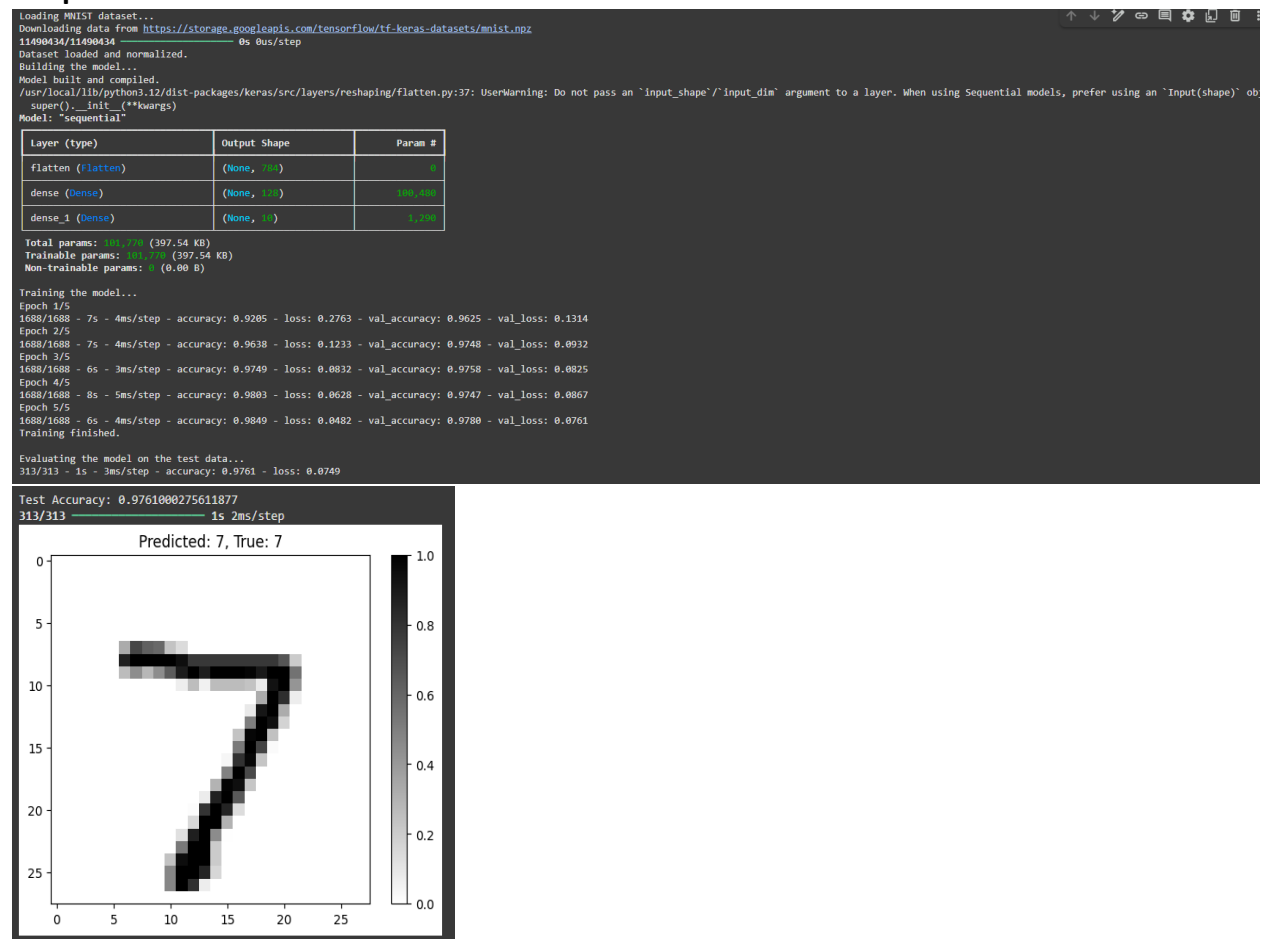 Loading MNIST dataset...
Downloading data from https://storage.googleapis.com/tensorflow/tf-keras-datasets/mnist.npz
11490434/11490434 ━━━━━━━━━━━━━━━━━━━━ 0s 0us/step
Dataset loaded and normalized.
Building the model...
Model built and compiled.
/usr/local/lib/python3.12/dist-packages/keras/src/layers/reshaping/flatten.py:37: UserWarning: Do not pass an `input_shape`/`input_dim` argument to a layer. When using Sequential models, prefer using an `Input(shape)` ob
super().__init__(**kwargs)
Model: "sequential"
Layer (type) Output Shape Param #
flatten (Flatten) (None, 784) 0
dense (Dense) (None, 128) 100,480
dense_1 (Dense) (None, 10) 1,290
Total params: 101,770 (397.54 KB)
Trainable params: 101,770 (397.54 KB)
Non-trainable params: 0 (0.00 B)
Training the model...
Epoch 1/5
1688/1688 - 7s - 4ms/step - accuracy: 0.9205 - loss: 0.2763 - val_accuracy: 0.9625 - val_loss: 0.1314
Epoch 2/5
1688/1688 - 7s - 4ms/step - accuracy: 0.9638 - loss: 0.1233 - val_accuracy: 0.9748 - val_loss: 0.0932
Epoch 3/5
1688/1688 - 6s - 3ms/step - accuracy: 0.9749 - loss: 0.0832 - val_accuracy: 0.9758 - val_loss: 0.0825
Epoch 4/5
1688/1688 - 8s - 5ms/step - accuracy: 0.9803 - loss: 0.0628 - val_accuracy: 0.9747 - val_loss: 0.0867
Epoch 5/5
1688/1688 - 6s - 4ms/step - accuracy: 0.9849 - loss: 0.0482 - val_accuracy: 0.9780 - val_loss: 0.0761
Training finished.
Evaluating the model on the test data...
313/313 - 1s - 3ms/step - accuracy: 0.9761 - loss: 0.0749
Test Accuracy: 0.9761000275611877
313/313 ━━━━━━━━━━━━━━━━━━━━ 1s 2ms/step
Predicted: 7, True: 7
0
5
10
15
20
25
0 5 10 15 20 25
1.0
0.8
0.6
0.4
0.2
0.0
7